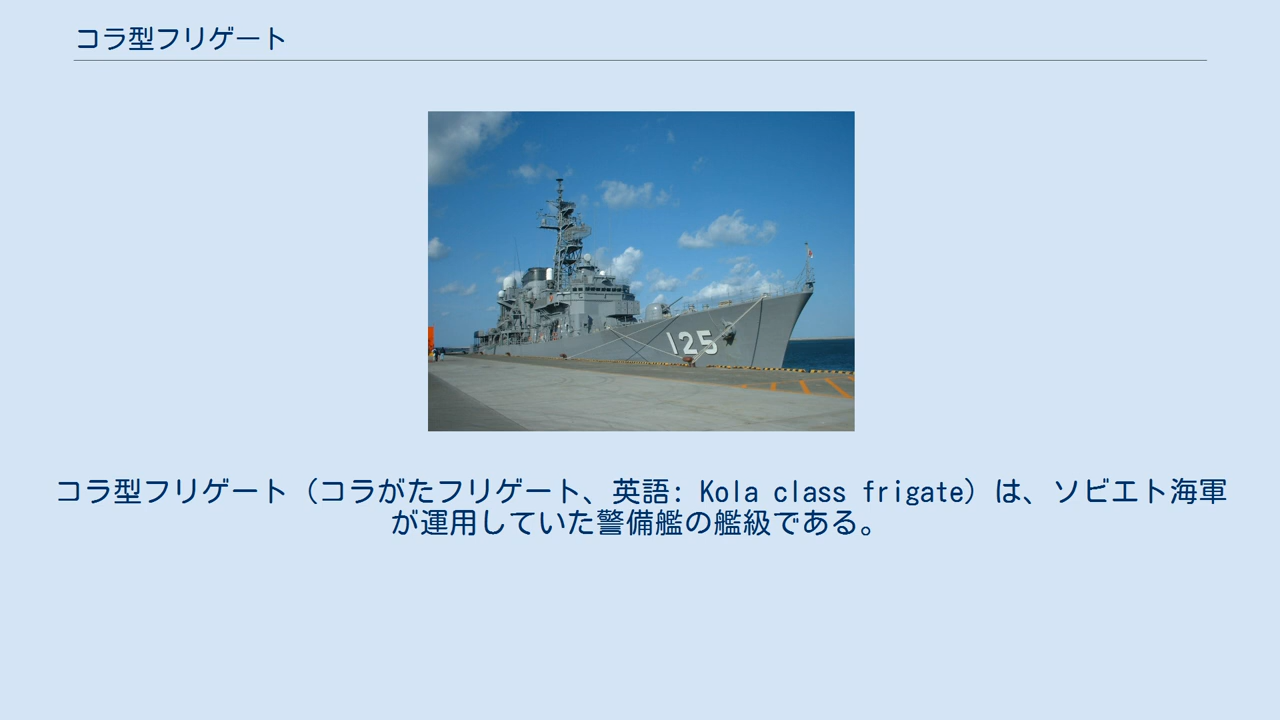 コラ型フリゲート
125
コラ型フリゲート（コラがたフリゲート、英語: Kola class frigate）は、ソビエト海軍
が運用していた警備艦の艦級である。